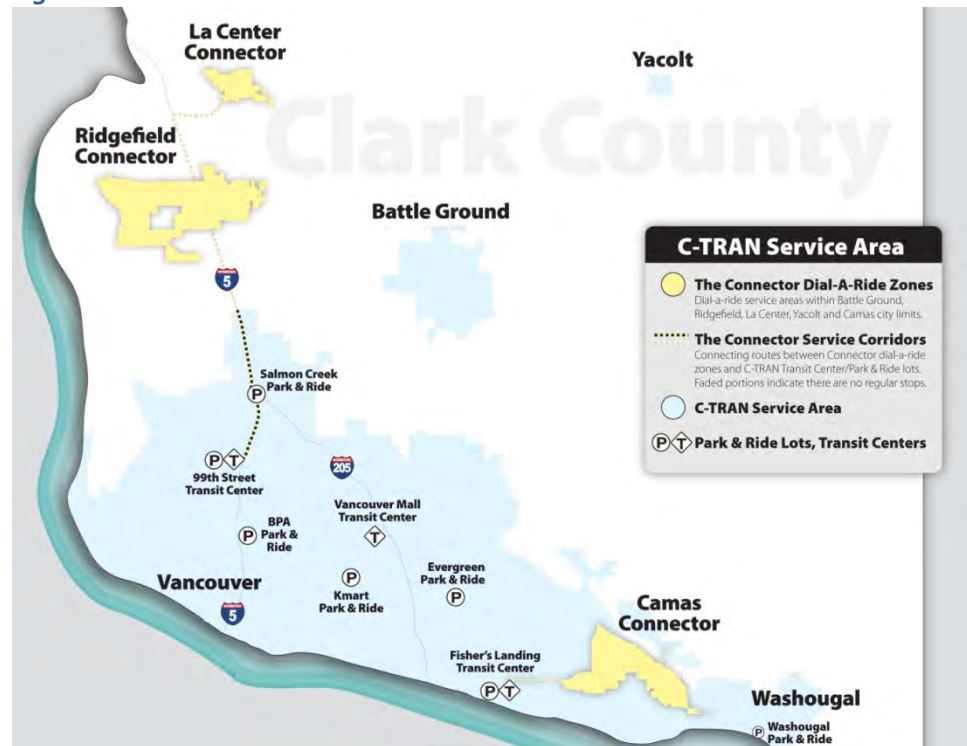 La Center
Connector
Yacolt
Clark County
Ridgefield
Connector
Battle Ground
C-TRAN Service Area
The Connector Dial-A-Ride Zones
Dial-a-ride service areas within Battle Ground,
Ridgefield, La Center, Yacolt and Camas city limits.
The Connector Service Corridors
Connecting routes between Connector dial-a-ride
zones and C-TRAN Transit Center/Park & Ride lots.
Faded portions indicate there are no regular stops.
C-TRAN Service Area
P T Park & Ride Lots, Transit Centers
5
Salmon Creek
Park & Ride
P
P T
99th Street
Transit Center
205
Vancouver Mall
Transit Center
T
P
BPA
Park &
Ride
Vancouver
5
P
Kmart
Park & Ride
Evergreen
Park & Ride
P
Camas
Connector
Fisher's Landing
Transit Center
P T
Washougal
P Washougal
Park & Ride